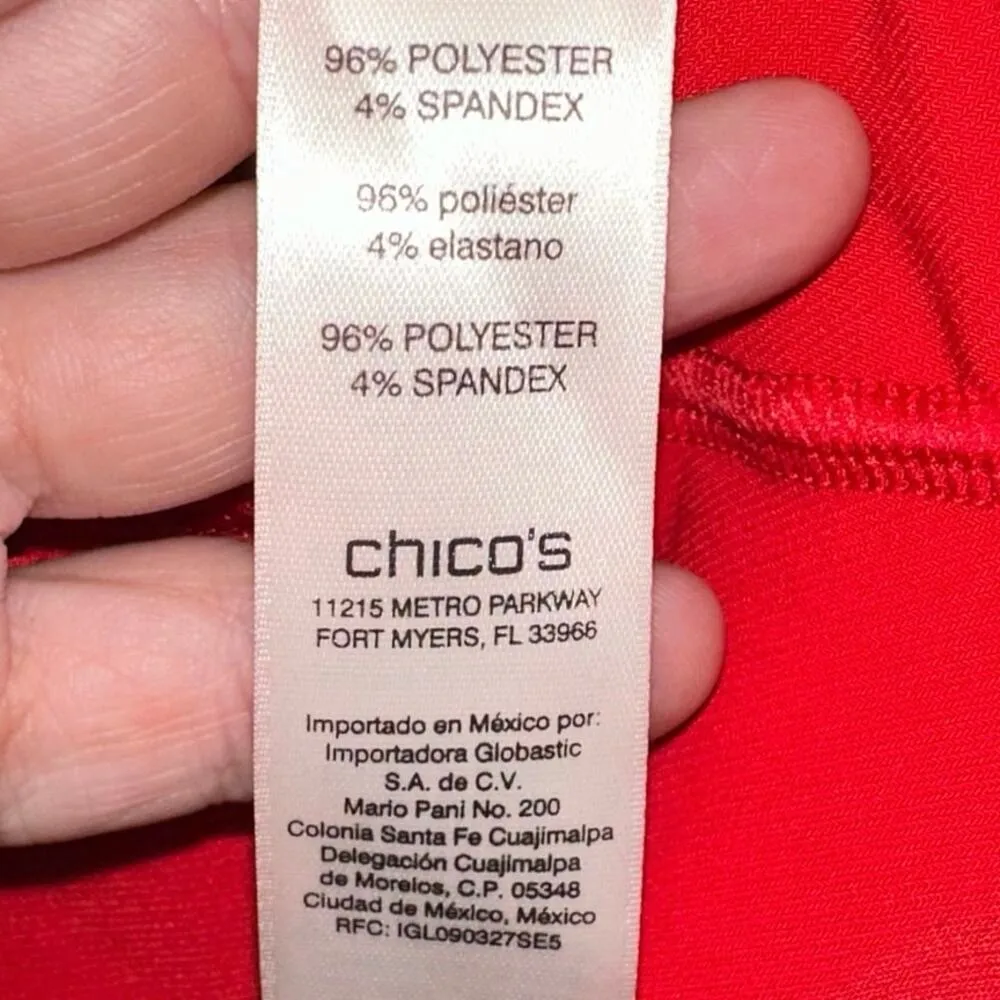 96% POLYESTER
4% SPANDEX
96% poliéster
4% elastano
96% POLYESTER
4% SPANDEX
chico's
11215 METRO PARKWAY
FORT MYERS, FL 33966
Importado en México por:
Importadora Globastic
S.A. de C.V.
Mario Pani No. 200
Colonia Santa Fe Cuajimalpa
Delegación Cuajimalpa
de Morelos, C.P. 05348
Ciudad de México, México
RFC: IGL090327SE5